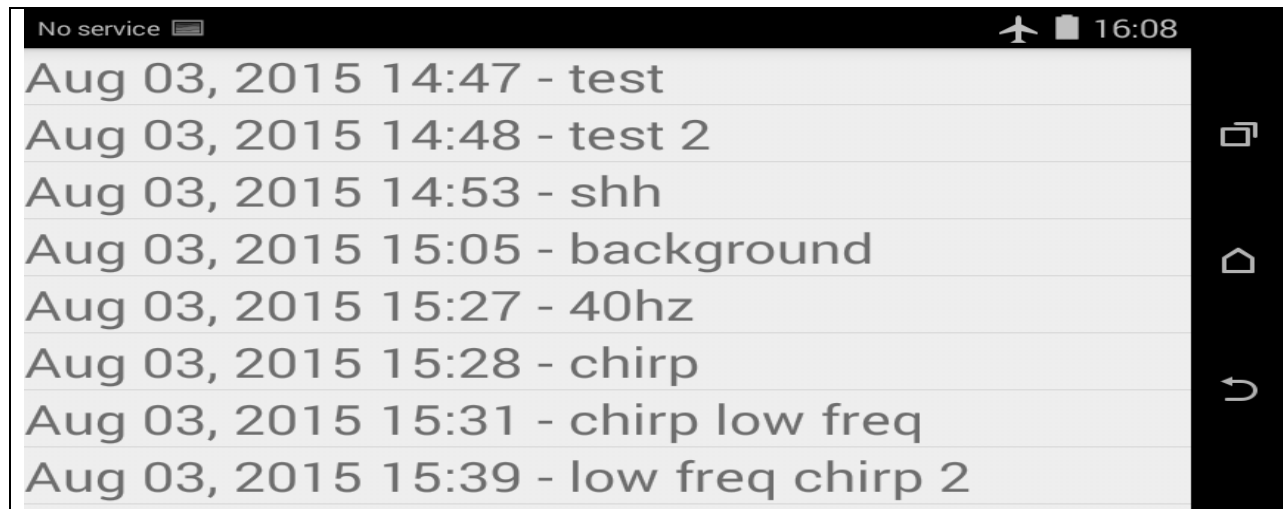 No service 16:08
Aug 03, 2015 14:47 - test
Aug 03, 2015 14:48 - test 2
Aug 03, 2015 14:53 - shh
Aug 03, 2015 15:05 - background
Aug 03, 2015 15:27 - 40hz
Aug 03, 2015 15:28 - chirp
Aug 03, 2015 15:31 - chirp low freq
Aug 03, 2015 15:39 - low freq chirp 2